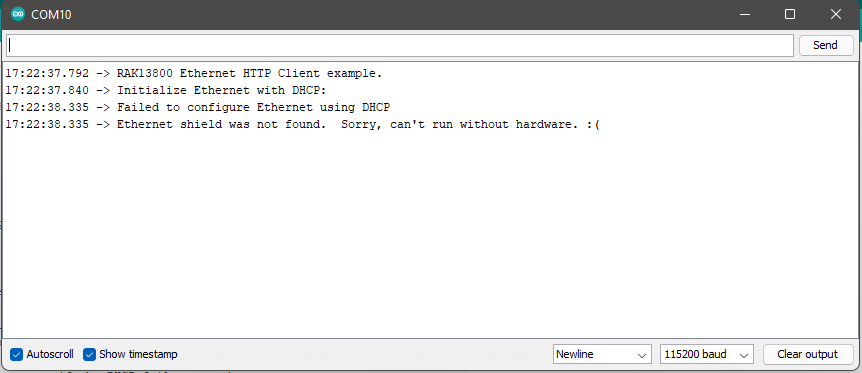 COM10
Send
17:22:37.792 -> RAK13800 Ethernet HTTP Client example.
17:22:37.840 -> Initialize Ethernet with DHCP:
17:22:38.335 -> Failed to configure Ethernet using DHCP
17:22:38.335 -> Ethernet shield was not found.  Sorry, can't run without hardware. :(
Autoscroll Show timestamp Newline 115200 baud Clear output